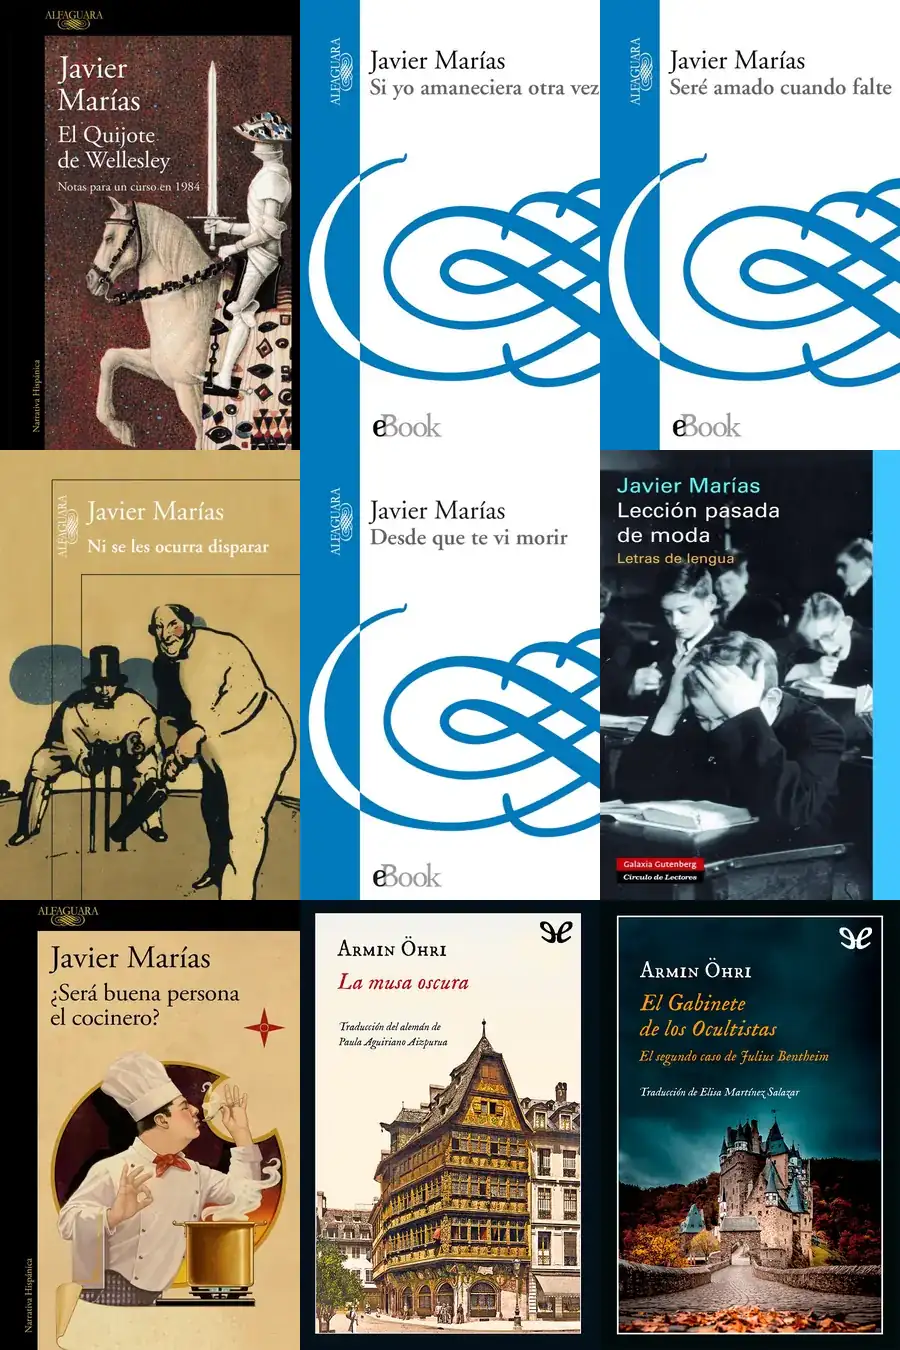 ALFAGUARA
Javier
Marías
El Quijote
de Wellesley
Notas para un curso en 1984
Narrativa Hispánica
ALFAGUARA
Javier Marías
Si yo amaneciera otra vez
eBook
ALFAGUARA
Javier Marías
Seré amado cuando falte
eBook
ALFAGUARA
Javier Marías
Ni se les ocurra disparar
ALFAGUARA
Javier Marías
Desde que te vi morir
eBook
Javier Marías
Lección pasada
de moda
Letras de lengua
Galaxia Gutenberg
Círculo de Lectores
ALFAGUARA
Javier Marías
¿Será buena persona
el cocinero?
Narrativa Hispánica
Armin Öhri
La musa oscura
Traducción del alemán de
Paula Aguiriano Aizpurua
Armin Öhri
El Gabinete
de los Ocultistas
El segundo caso de Julius Bentheim
Traducción de Elisa Martínez Salazar